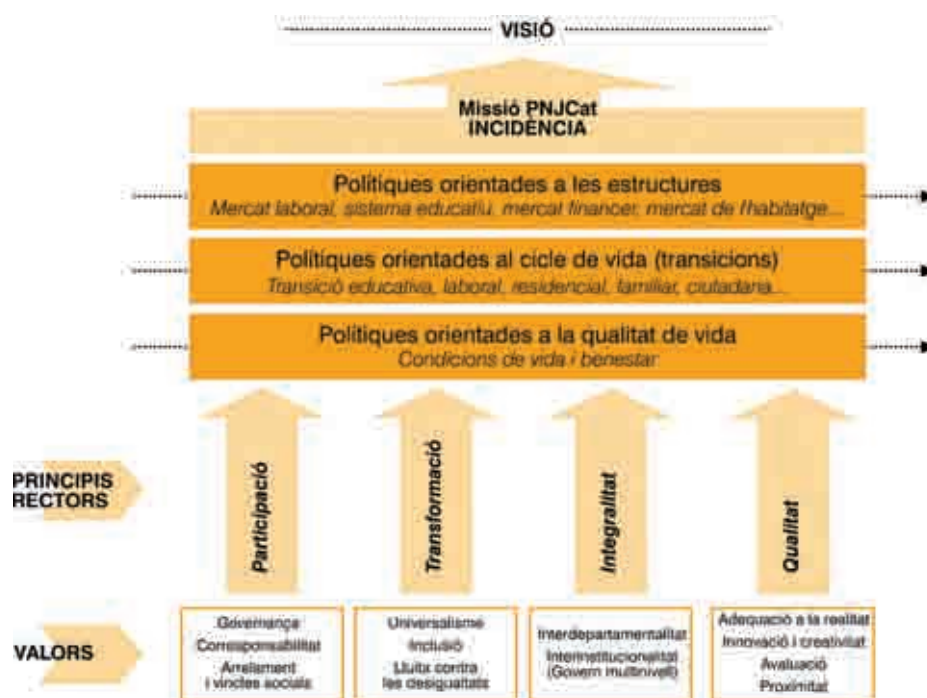 VISIÓ
Missió PNJCat
INCIDÈNCIA
Polítiques orientades a les estructures
Mercat laboral, sistema educatiu, mercat financer, mercat de l'habitatge...
Polítiques orientades al cicle de vida (transicions)
Transició educativa, laboral, residencial, familiar, ciutadana...
Polítiques orientades a la qualitat de vida
Condicions de vida i benestar
PRINCIPIS
RECTORS
Participació
Transformació
Integralitat
Qualitat
VALORS
Governança
Corresponsabilitat
Arrelament
i vincles socials
Universalisme
Inclusió
Lluita contra
les desigualtats
Interdepartamentalitat
Interinstitucionalitat
(Govern multinivell)
Adequació a la realitat
Innovació i creativitat
Avaluació
Proximitat